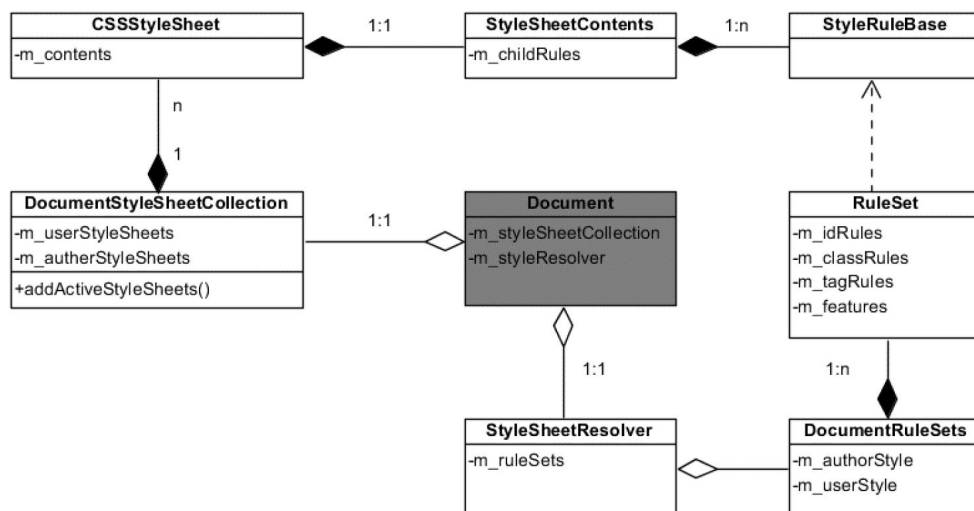 CSSStyleSheet
-m_contents
1:1
StyleSheetContents
-m_childRules
1:n
StyleRuleBase
n
1
DocumentStyleSheetCollection
-m_userStyleSheets
-m_autherStyleSheets
+addActiveStyleSheets()
1:1
Document
-m_styleSheetCollection
-m_styleResolver
RuleSet
-m_idRules
-m_classRules
-m_tagRules
-m_features
1:1
1:n
StyleSheetResolver
-m_ruleSets
DocumentRuleSets
-m_authorStyle
-m_userStyle